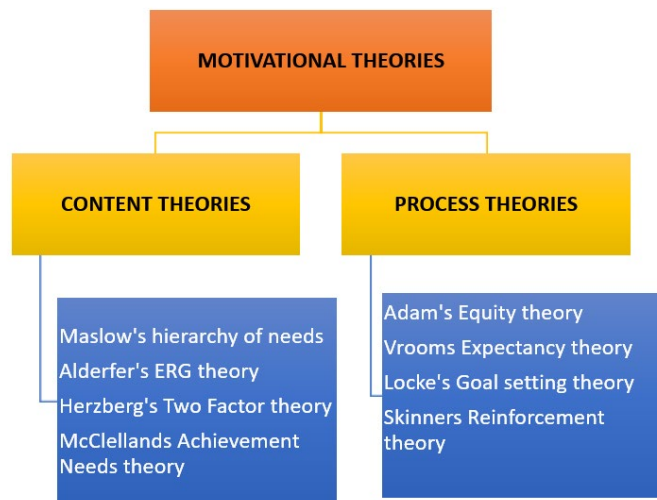 MOTIVATIONAL THEORIES
CONTENT THEORIES
PROCESS THEORIES
Maslow's hierarchy of needs
Alderfer's ERG theory
Herzberg's Two Factor theory
McClellands Achievement
Needs theory
Adam's Equity theory
Vrooms Expectancy theory
Locke's Goal setting theory
Skinners Reinforcement
theory